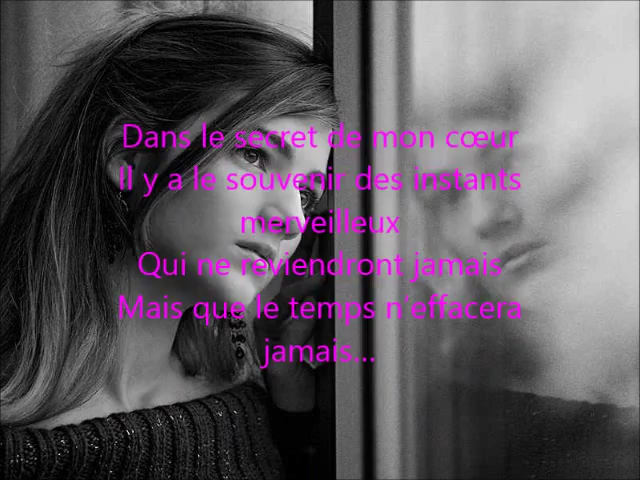 Dans le secret de mon cœur
Il y a le souvenir des instants
merveilleux
Qui ne reviendront jamais
Mais que le temps n'effacera
jamais...